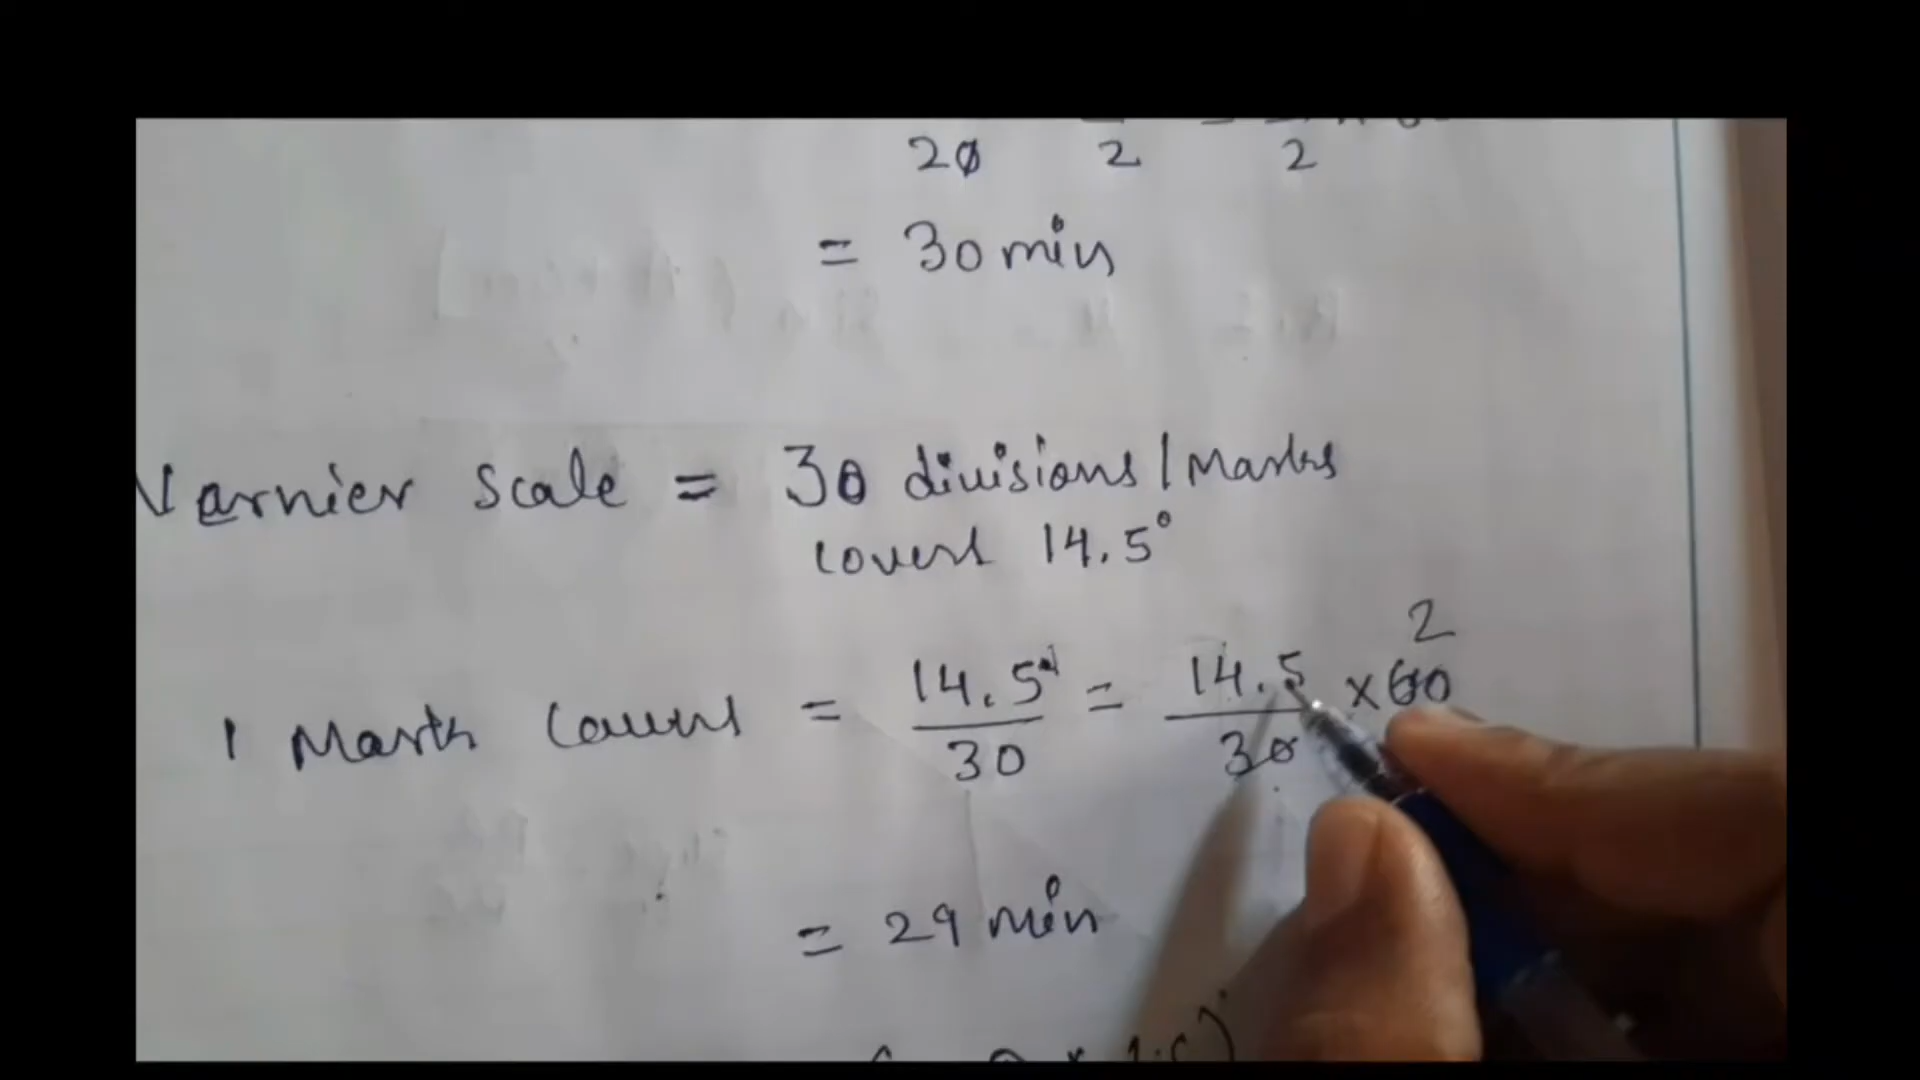 20 2 2
= 30 min
Varnier Scale = 30 divisions / Marks
covers 14.5°
1 Mark Covers = 14.5° / 30 = 14.5 / 30 × 60 2
= 29 min